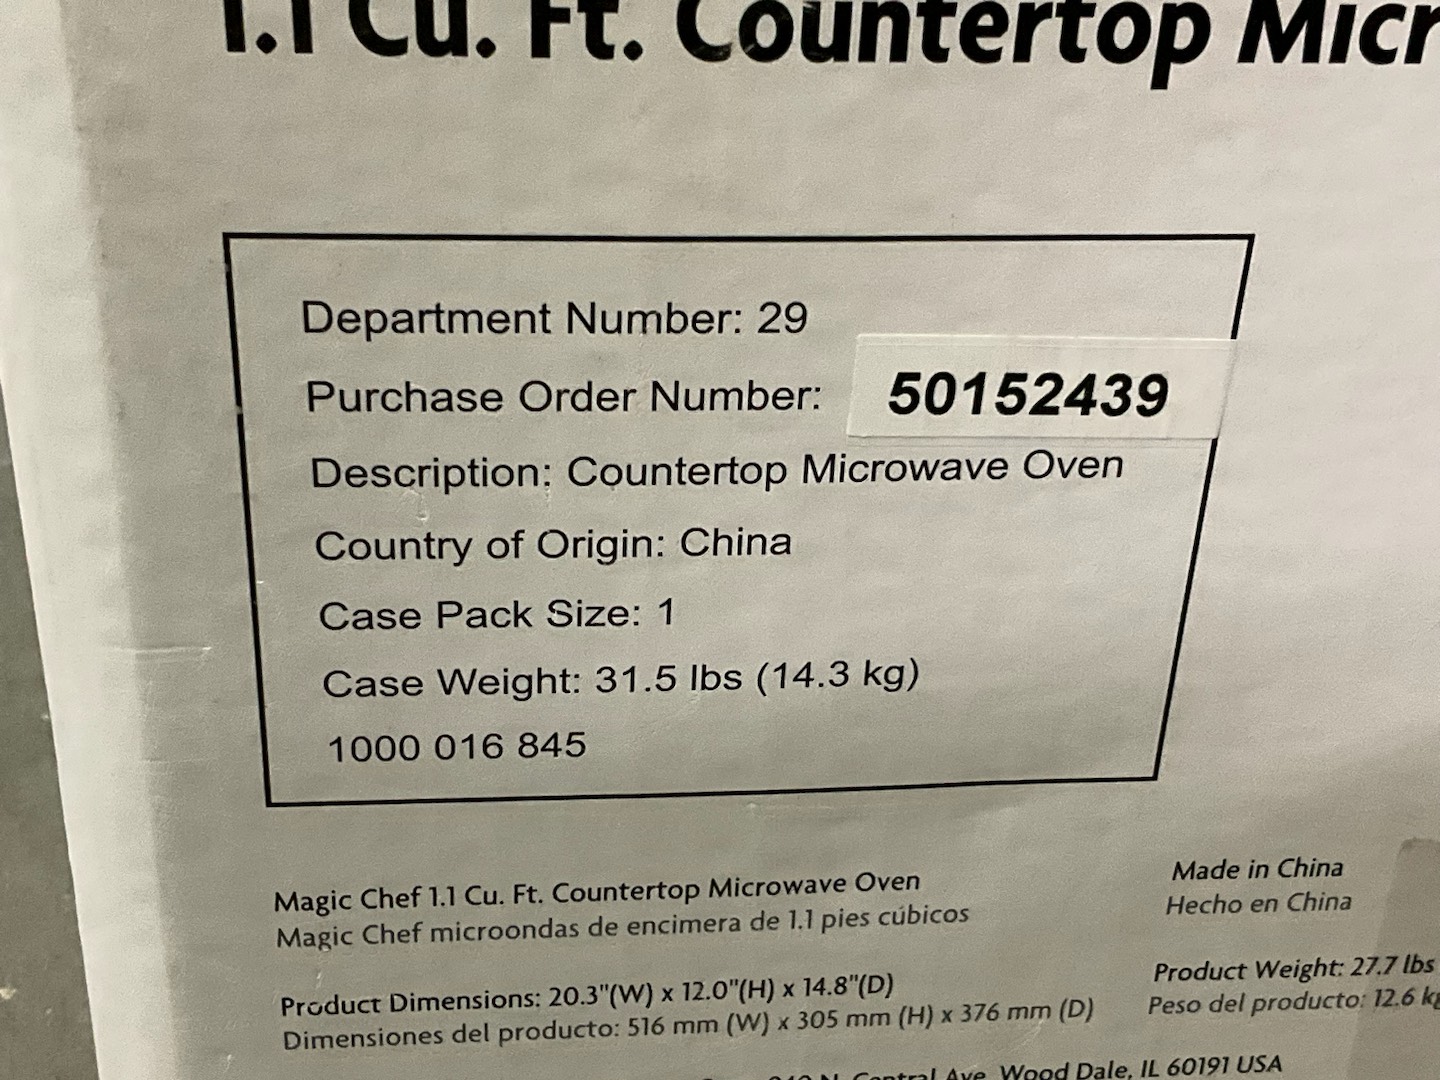 1.1 Cu. Ft. Countertop Micr
Department Number: 29
Purchase Order Number: 50152439
Description: Countertop Microwave Oven
Country of Origin: China
Case Pack Size: 1
Case Weight: 31.5 lbs (14.3 kg)
1000 016 845
Magic Chef 1.1 Cu. Ft. Countertop Microwave Oven
Magic Chef microondas de encimera de 1.1 pies cúbicos
Made in China
Hecho en China
Product Dimensions: 20.3"(W) x 12.0"(H) x 14.8"(D)
Dimensiones del producto: 516 mm (W) x 305 mm (H) x 376 mm (D)
Product Weight: 27.7 lbs
Peso del producto: 12.6 kg
Central Ave, Wood Dale, IL 60191 USA